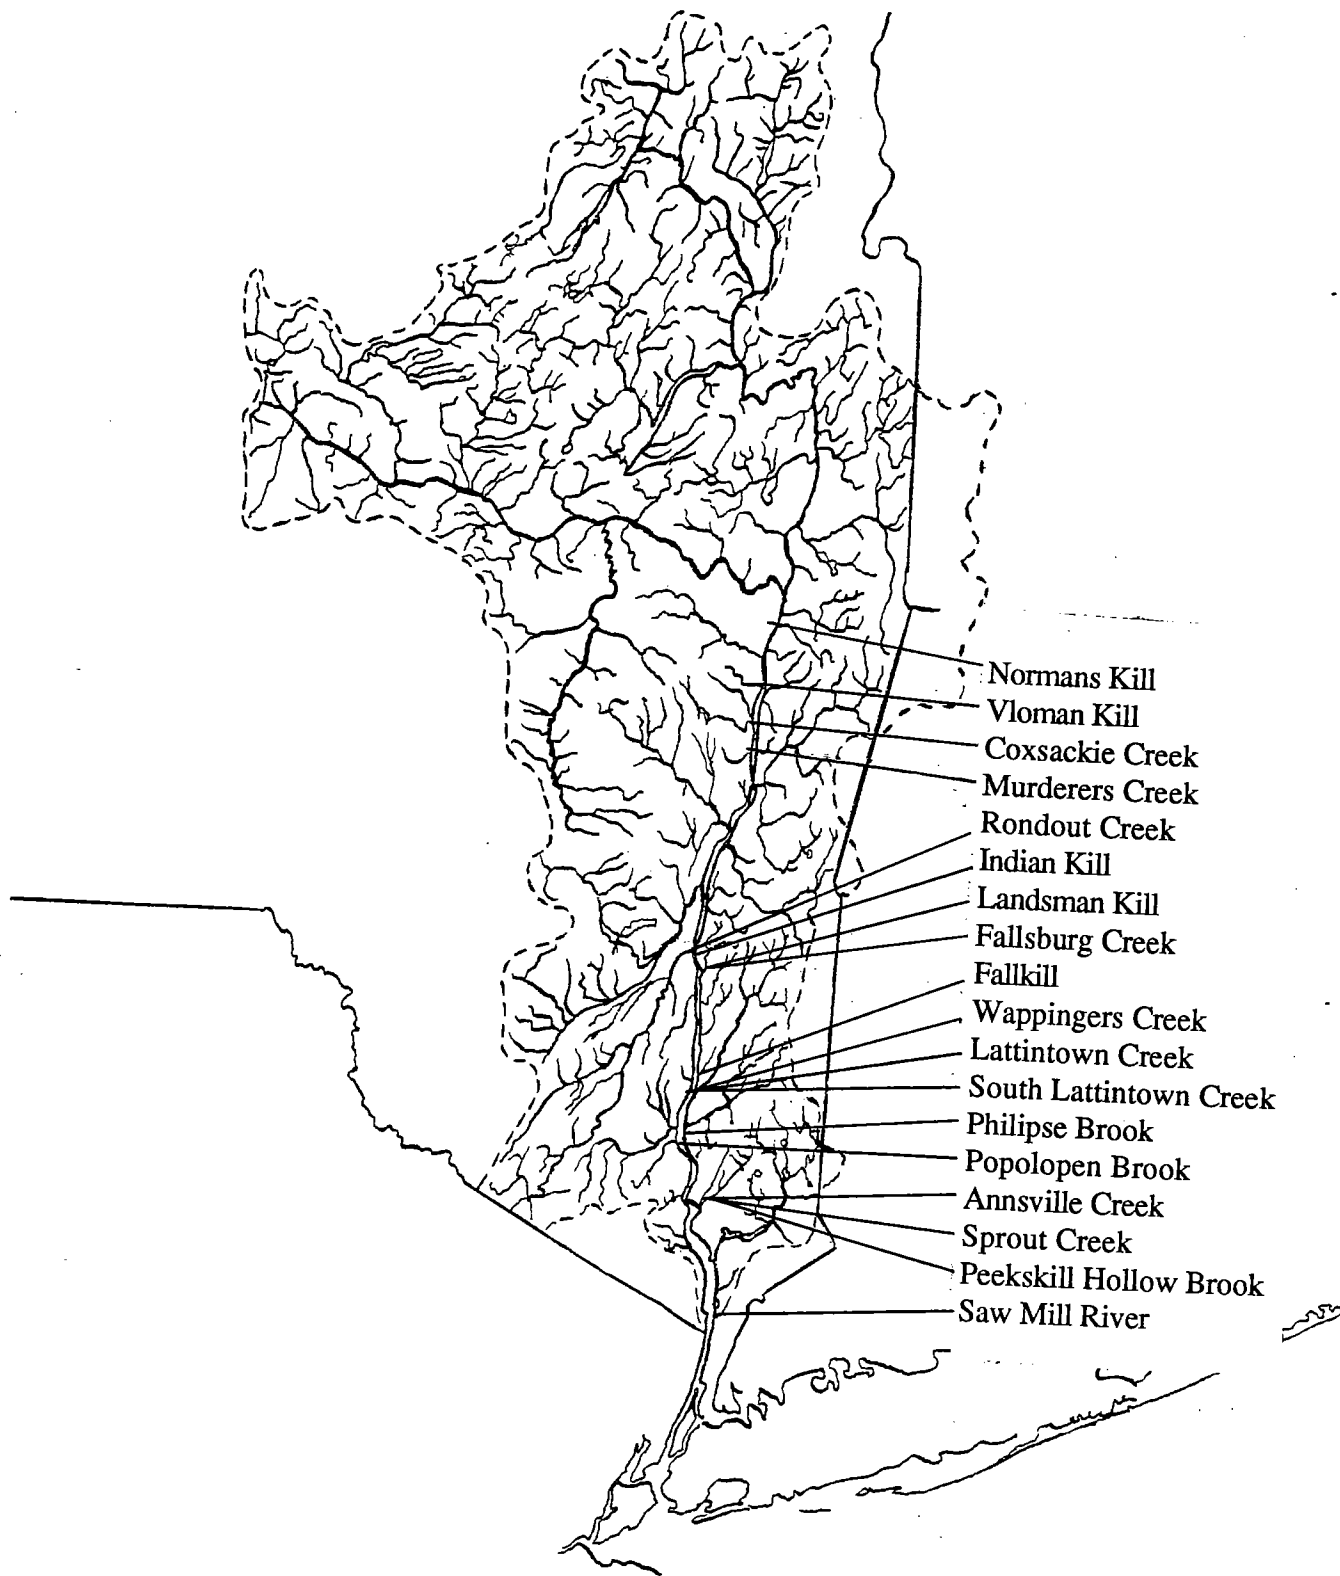 Normans Kill
Vloman Kill
Coxsackie Creek
Murderers Creek
Rondout Creek
Indian Kill
Landsman Kill
Fallsburg Creek
Fallkill
Wappingers Creek
Lattintown Creek
South Lattintown Creek
Philipse Brook
Popolopen Brook
Annsville Creek
Sprout Creek
Peekskill Hollow Brook
Saw Mill River